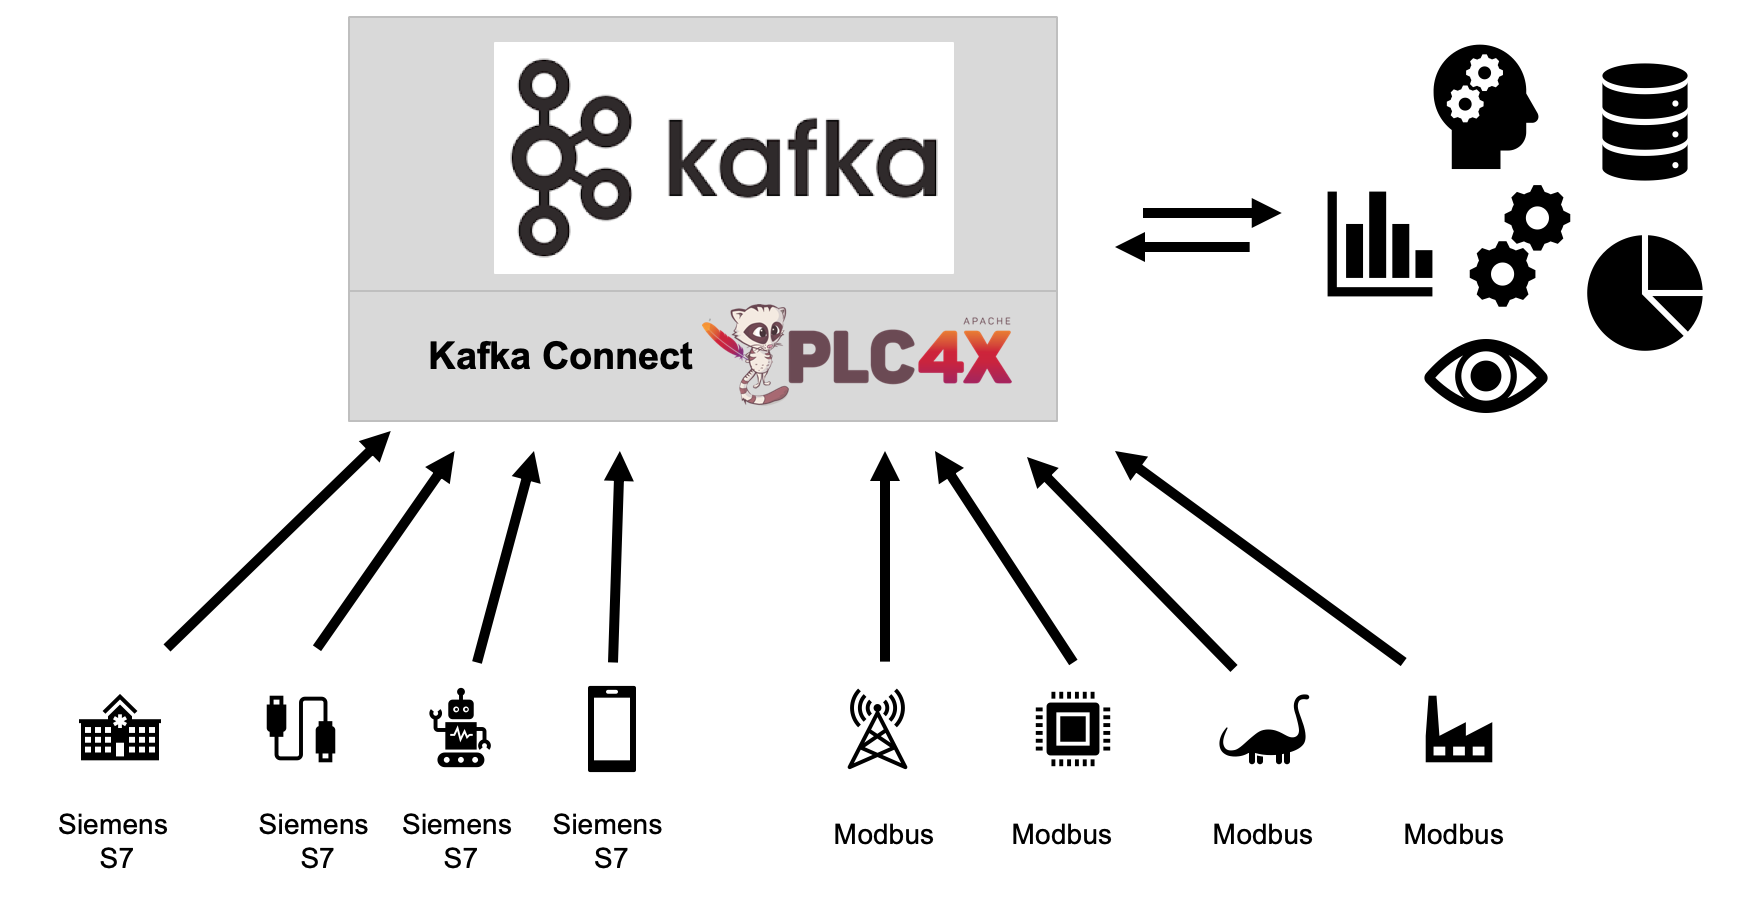 kafka
Kafka Connect
APACHE
PLC4X
Siemens
S7
Siemens
S7
Siemens
S7
Siemens
S7
Modbus
Modbus
Modbus
Modbus